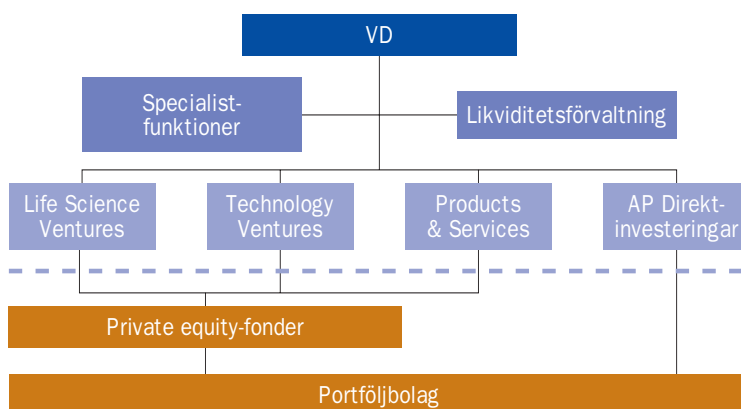 VD
Specialist-
funktioner
Likviditetsförvaltning
Life Science
Ventures
Technology
Ventures
Products
& Services
AP Direkt-
investeringar
Private equity-fonder
Portföljbolag